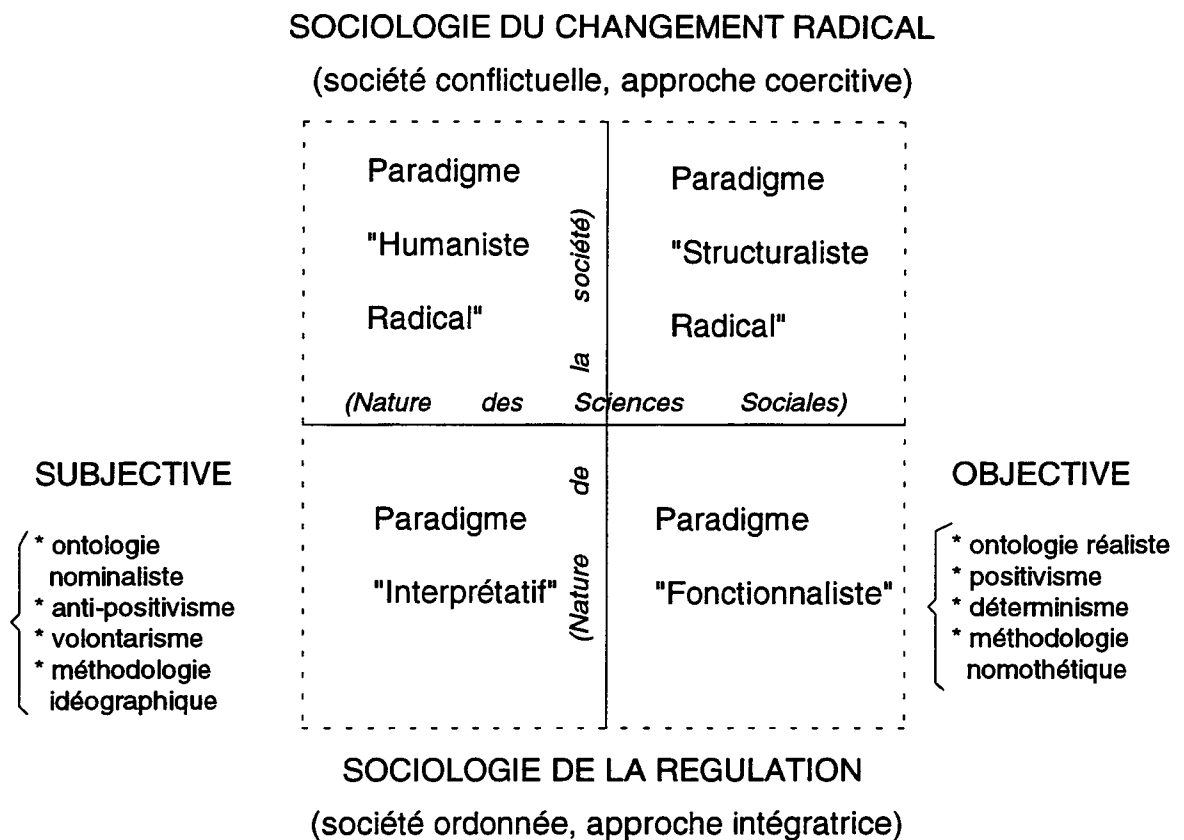 SOCIOLOGIE DU CHANGEMENT RADICAL
(société conflictuelle, approche coercitive)
Paradigme
"Humaniste
Radical"
Paradigme
"Structuraliste
Radical"
(Nature des Sciences Sociales)
(Nature de la société)
SUBJECTIVE
* ontologie
nominaliste
* anti-positivisme
* volontarisme
* méthodologie
idéographique
Paradigme
"Interprétatif"
Paradigme
"Fonctionnaliste"
OBJECTIVE
* ontologie réaliste
* positivisme
* déterminisme
* méthodologie
nomothétique
SOCIOLOGIE DE LA REGULATION
(société ordonnée, approche intégratrice)